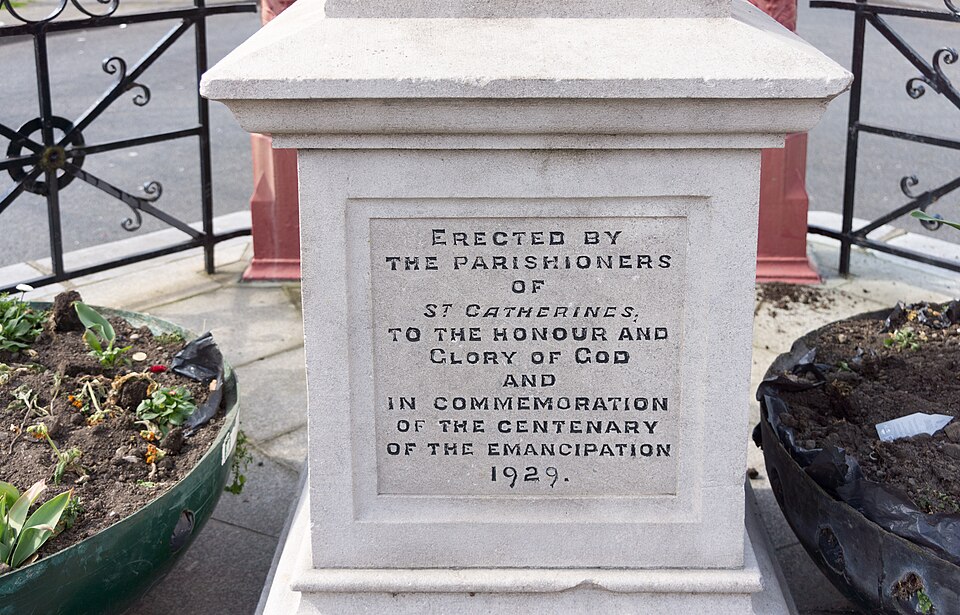 ERECTED BY
THE PARISHIONERS
OF
ST CATHERINES,
TO THE HONOUR AND
GLORY OF GOD
AND
IN COMMEMORATION
OF THE CENTENARY
OF THE EMANCIPATION
1929.